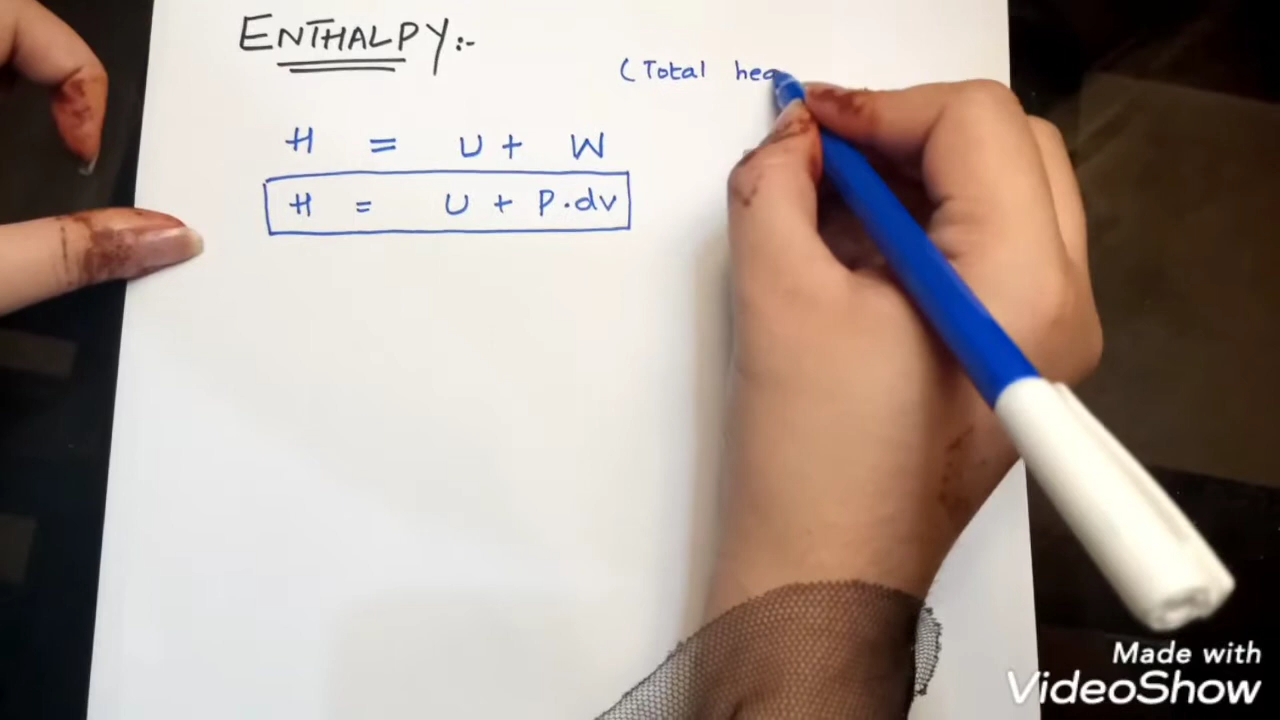 ENTHALPY:-
(Total hea
H = U + W
H = U + P.dv
Made with
VideoShow